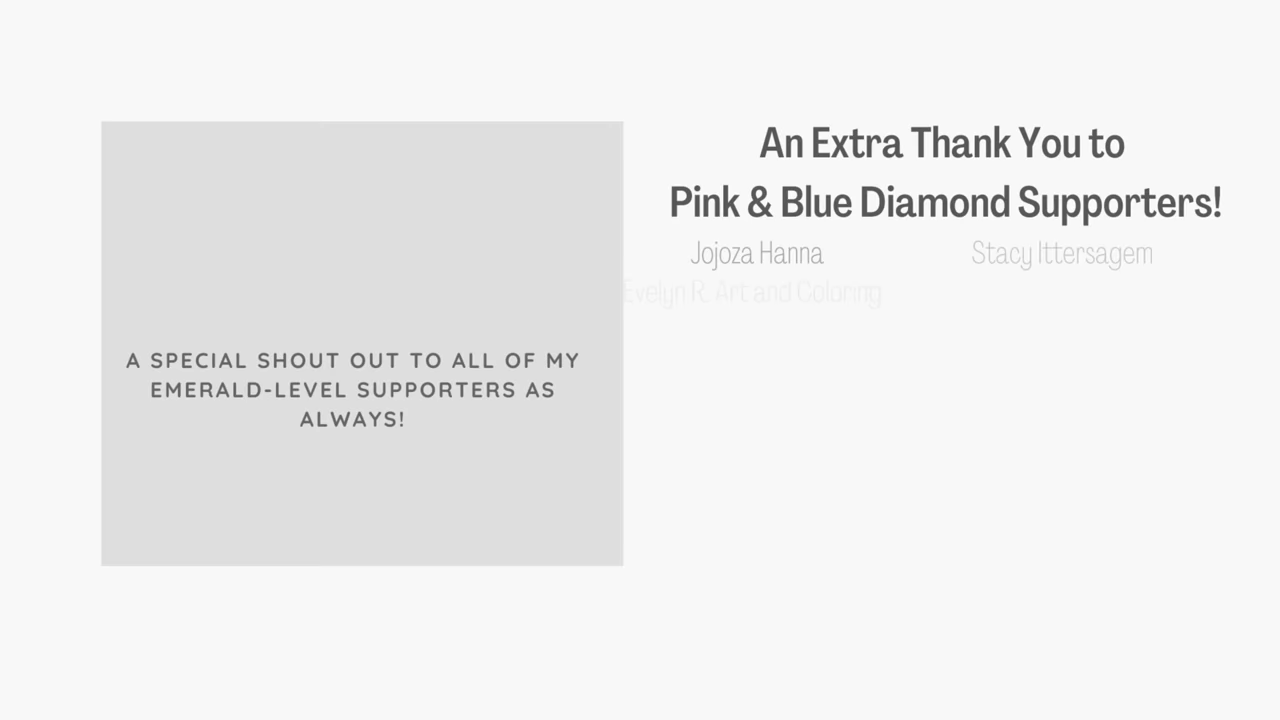 An Extra Thank You to
Pink & Blue Diamond Supporters!
Jojoza Hanna
Stacy Ittersagem
Evelyn R. Art and Coloring
A SPECIAL SHOUT OUT TO ALL OF MY
EMERALD-LEVEL SUPPORTERS AS
ALWAYS!